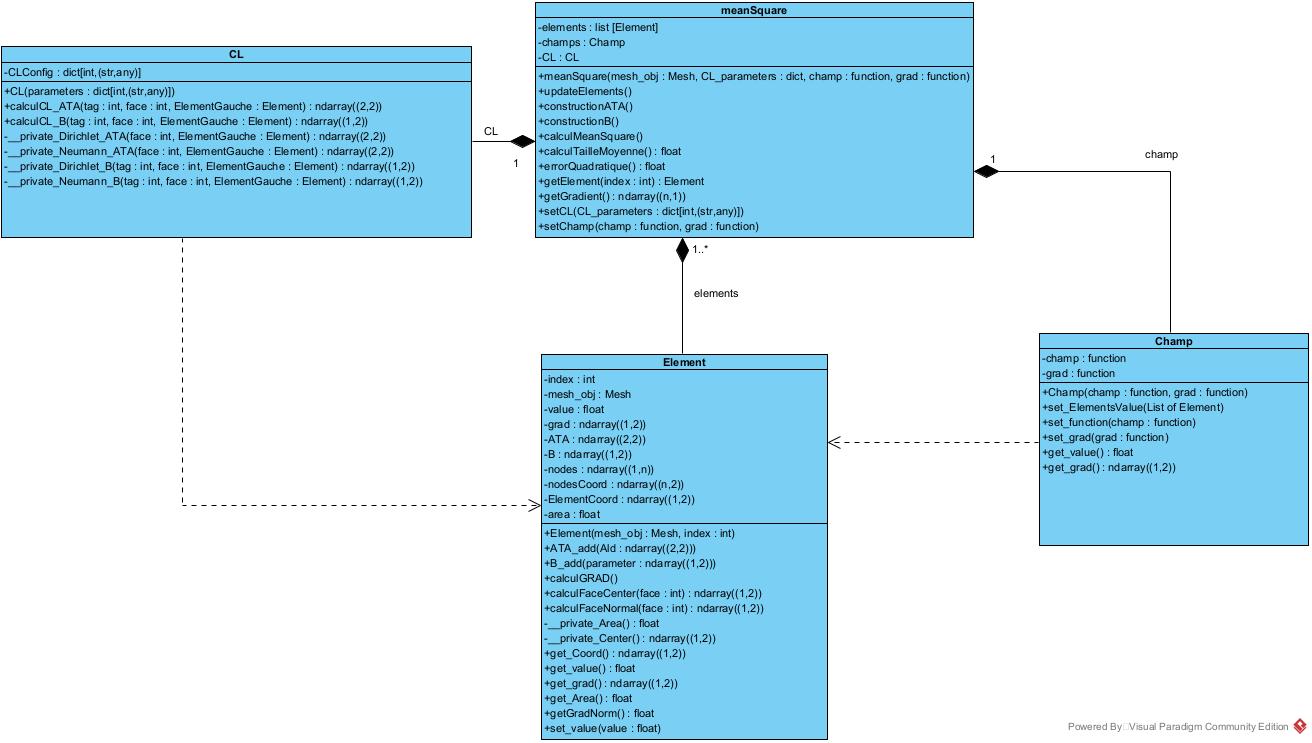 CL
-CLConfig : dict[int,(str,any)]
+CL(parameters : dict[int,(str,any)])
+calculCL_ATA(tag : int, face : int, ElementGauche : Element) : ndarray((2,2))
+calculCL_B(tag : int, face : int, ElementGauche : Element) : ndarray((1,2))
-__private_Dirichlet_ATA(face : int, ElementGauche : Element) : ndarray((2,2))
-__private_Neumann_ATA(face : int, ElementGauche : Element) : ndarray((2,2))
-__private_Dirichlet_B(tag : int, face : int, ElementGauche : Element) : ndarray((1,2))
-__private_Neumann_B(tag : int, face : int, ElementGauche : Element) : ndarray((1,2))
CL
1
meanSquare
-elements : list [Element]
-champs : Champ
-CL : CL
+meanSquare(mesh_obj : Mesh, CL_parameters : dict, champ : function, grad : function)
+updateElements()
+constructionATA()
+constructionB()
+calculMeanSquare()
+calculTailleMoyenne() : float
+errorQuadratique() : float
+getElement(index : int) : Element
+getGradient() : ndarray((n,1))
+setCL(CL_parameters : dict[int,(str,any)])
+setChamp(champ : function, grad : function)
1
champ
1..*
elements
Element
-index : int
-mesh_obj : Mesh
-value : float
-grad : ndarray((1,2))
-ATA : ndarray((2,2))
-B : ndarray((1,2))
-nodes : ndarray((1,n))
-nodesCoord : ndarray((n,2))
-ElementCoord : ndarray((1,2))
-area : float
+Element(mesh_obj : Mesh, index : int)
+ATA_add(Ald : ndarray((2,2)))
+B_add(parameter : ndarray((1,2)))
+calculGRAD()
+calculFaceCenter(face : int) : ndarray((1,2))
+calculFaceNormal(face : int) : ndarray((1,2))
-__private_Area() : float
-__private_Center() : ndarray((1,2))
+get_Coord() : ndarray((1,2))
+get_value() : float
+get_grad() : ndarray((1,2))
+get_Area() : float
+getGradNorm() : float
+set_value(value : float)
Champ
-champ : function
-grad : function
+Champ(champ : function, grad : function)
+set_ElementsValue(List of Element)
+set_function(champ : function)
+set_grad(grad : function)
+get_value() : float
+get_grad() : ndarray((1,2))
Powered By Visual Paradigm Community Edition